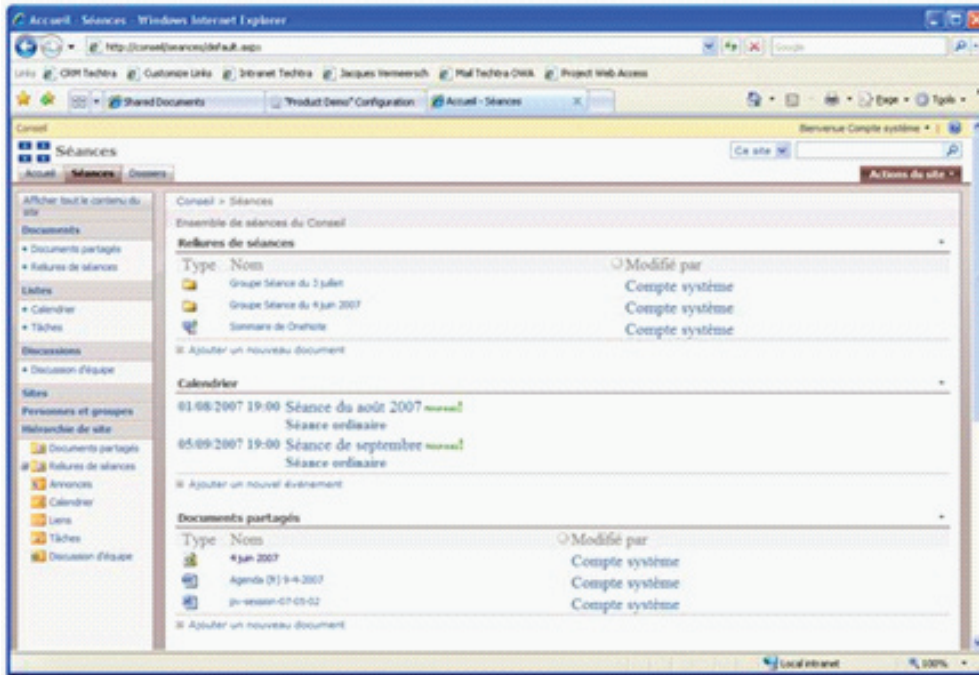 Accueil - Séances - Windows Internet Explorer
http://conseil/seances/default.aspx
Google
Links CRM Techtra Customize Links Intranet Techtra Jacques Vermeersch Mail Techtra OWA Project Web Access
Shared Documents "Product Demo" Configuration Accueil - Séances Page Tools
Conseil Bienvenue Compte système
Séances Ce site
Accueil Séances Dossiers Actions du site
Afficher tout le contenu du site
Documents
Documents partagés
Reliures de séances
Listes
Calendrier
Tâches
Discussions
Discussion d'équipe
Sites
Personnes et groupes
Hiérarchie de site
Documents partagés
Reliures de séances
Annonces
Calendrier
Liens
Tâches
Discussion d'équipe
Conseil > Séances
Ensemble de séances du Conseil
Reliures de séances
Type Nom Modifié par
Groupe Séance du 3 juillet Compte système
Groupe Séance du 4 juin 2007 Compte système
Sommaire de OneNote Compte système
Ajouter un nouveau document
Calendrier
01/08/2007 19:00 Séance du août 2007
Séance ordinaire
05/09/2007 19:00 Séance de septembre
Séance ordinaire
Ajouter un nouvel événement
Documents partagés
Type Nom Modifié par
4 juin 2007 Compte système
Agenda (fr) 9-4-2007 Compte système
pv-session-07-05-02 Compte système
Ajouter un nouveau document
Local intranet 100%